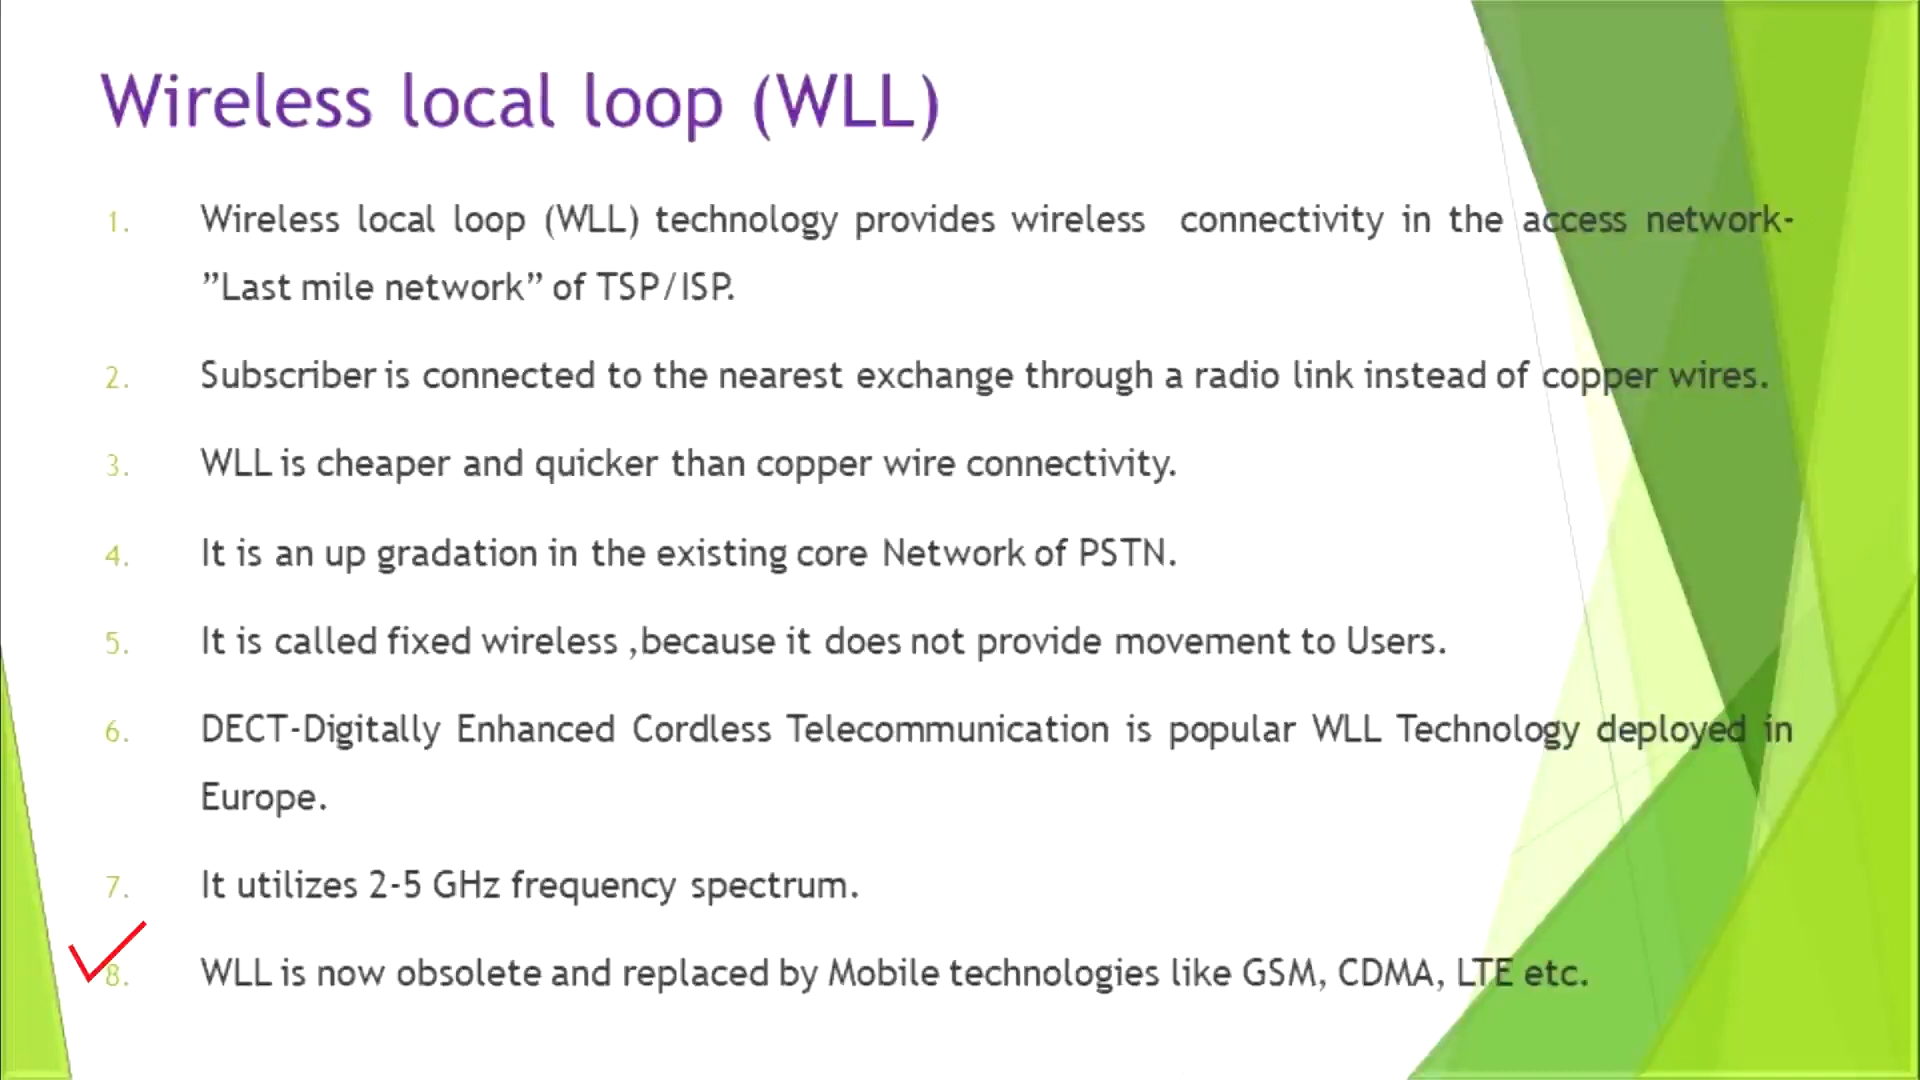 Wireless local loop (WLL)
1. Wireless local loop (WLL) technology provides wireless connectivity in the access network-
”Last mile network” of TSP/ISP.
2. Subscriber is connected to the nearest exchange through a radio link instead of copper wires.
3. WLL is cheaper and quicker than copper wire connectivity.
4. It is an up gradation in the existing core Network of PSTN.
5. It is called fixed wireless ,because it does not provide movement to Users.
6. DECT-Digitally Enhanced Cordless Telecommunication is popular WLL Technology deployed in
Europe.
7. It utilizes 2-5 GHz frequency spectrum.
8. WLL is now obsolete and replaced by Mobile technologies like GSM, CDMA, LTE etc.